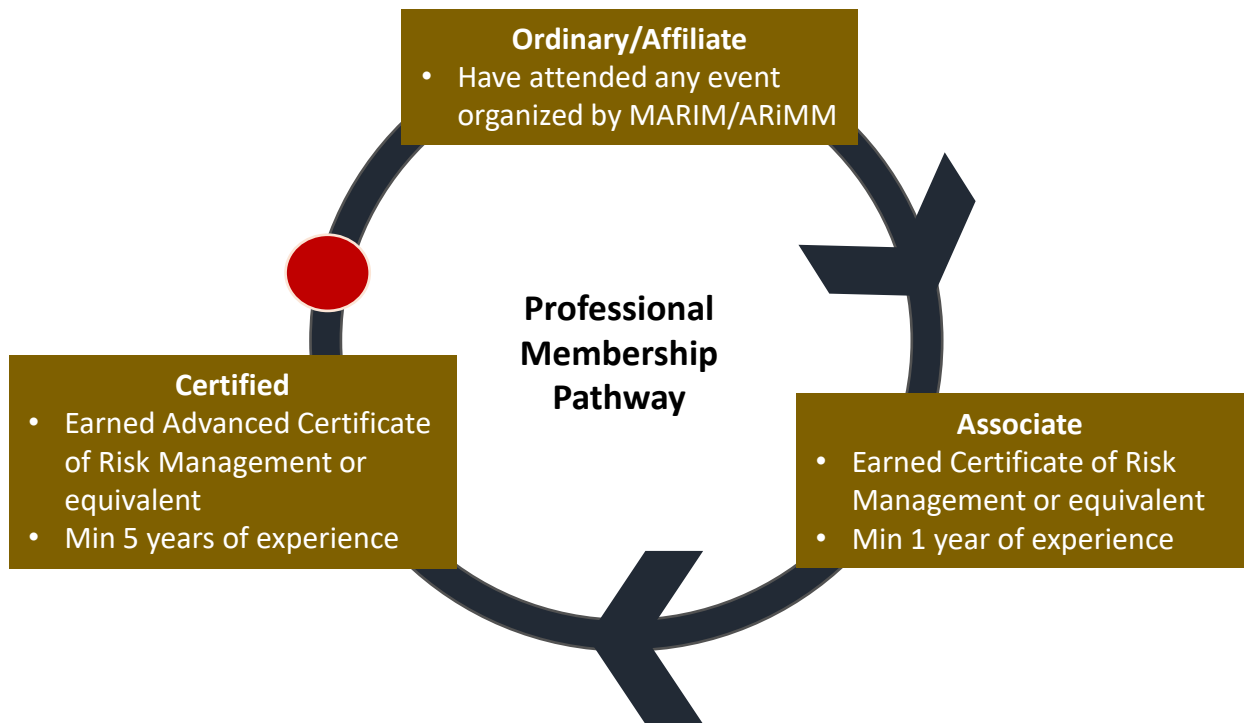 Ordinary/Affiliate
• Have attended any event
organized by MARIM/ARiMM
Professional
Membership
Pathway
Certified
• Earned Advanced Certificate
of Risk Management or
equivalent
• Min 5 years of experience
Associate
• Earned Certificate of Risk
Management or equivalent
• Min 1 year of experience